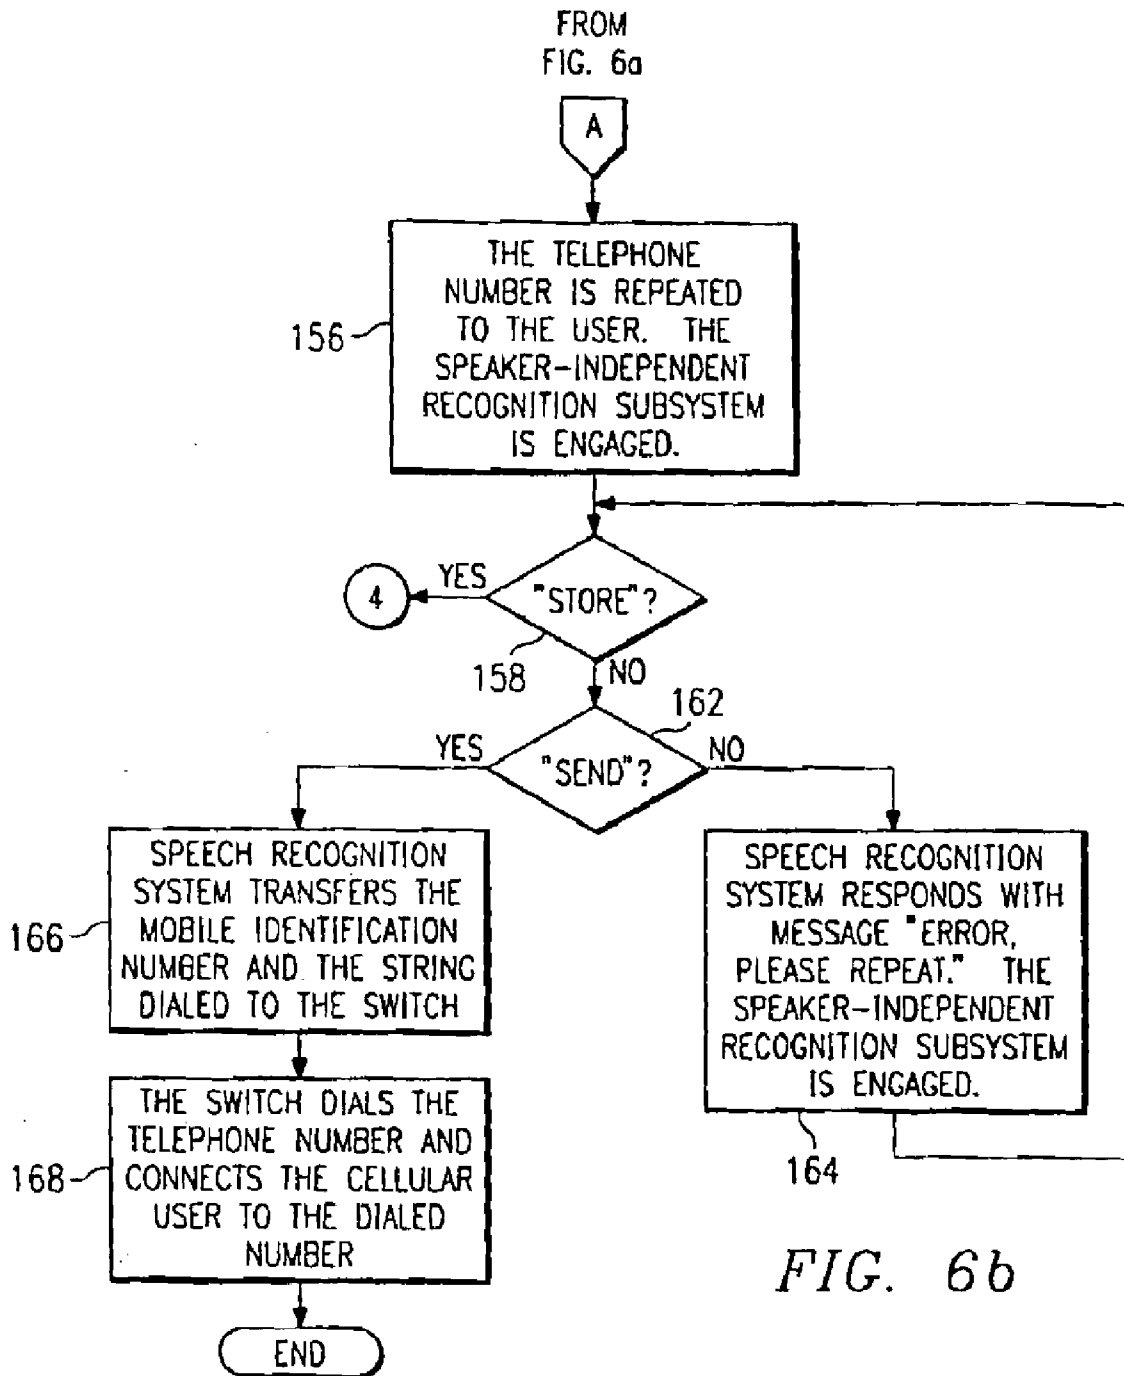 FROM
FIG. 6a
A
THE TELEPHONE
NUMBER IS REPEATED
TO THE USER. THE
SPEAKER-INDEPENDENT
RECOGNITION SUBSYSTEM
IS ENGAGED.
156
YES
4
"STORE"?
158
NO
162
YES
"SEND"?
NO
SPEECH RECOGNITION
SYSTEM TRANSFERS THE
MOBILE IDENTIFICATION
NUMBER AND THE STRING
DIALED TO THE SWITCH
166
SPEECH RECOGNITION
SYSTEM RESPONDS WITH
MESSAGE "ERROR,
PLEASE REPEAT." THE
SPEAKER-INDEPENDENT
RECOGNITION SUBSYSTEM
IS ENGAGED.
164
THE SWITCH DIALS THE
TELEPHONE NUMBER AND
CONNECTS THE CELLULAR
USER TO THE DIALED
NUMBER
168
END
FIG. 6b